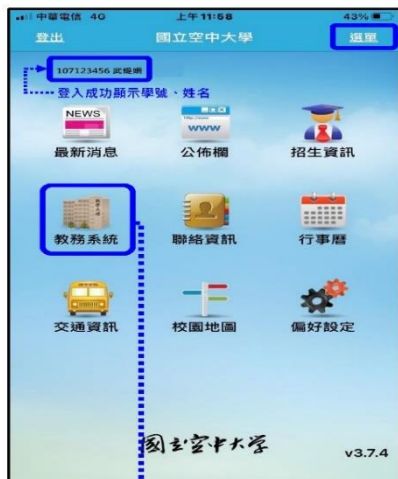 中華電信 4G 上午11:58 43%
登出 國立空中大學 選單
107123456 武媞姍
登入成功顯示學號、姓名
NEWS
www
最新消息 公佈欄 招生資訊
教務系統 聯絡資訊 行事曆
交通資訊 校園地圖 偏好設定
國立空中大學 v3.7.4